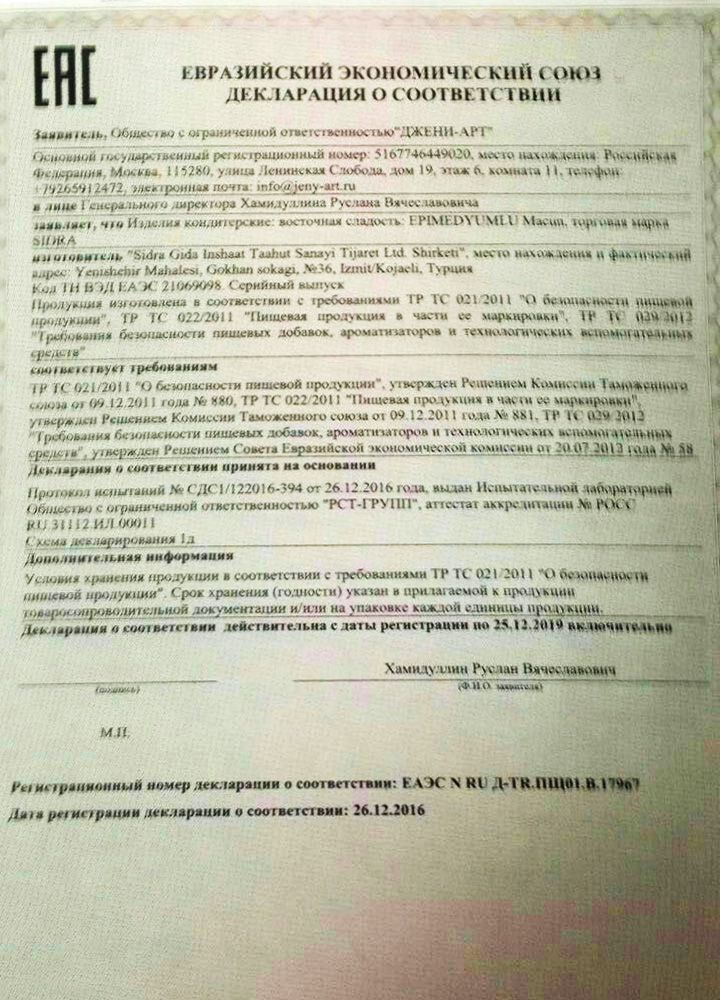 EAC
ЕВРАЗИЙСКИЙ ЭКОНОМИЧЕСКИЙ СОЮЗ
ДЕКЛАРАЦИЯ О СООТВЕТСТВИИ
Заявитель, Общество с ограниченной ответственностью"ДЖЕНИ-АРТ"
Основной государственный регистрационный номер: 5167746449020, место нахождения: Российская
Федерация, Москва, 115280, улица Ленинская Слобода, дом 19, этаж 6, комната 11, телефон:
+79265912472, электронная почта: info@jeny-art.ru
в лице Генерального директора Хамидуллина Руслана Вячеславовича
заявляет, что Изделия кондитерские: восточная сладость: EPIMEDYUMLU Macun, торговая марка
SIDRA
изготовитель "Sidra Gida Inshaat Taahut Sanayi Tijaret Ltd. Shirketi", место нахождения и фактический
адрес: Yemshehir Mahalesi, Gokhan sokagi, №36, Izmit/Kojaeli, Турция
Код ТН ВЭД ЕАЭС 21069098. Серийный выпуск
Продукция изготовлена в соответствии с требованиями ТР ТС 021/2011 "О безопасности пищевой
продукции", ТР ТС 022/2011 "Пищевая продукция в части ее маркировки", ТР ТС 029/2012
"Требования безопасности пищевых добавок, ароматизаторов и технологических вспомогательных
средств"
соответствует требованиям
ТР ТС 021/2011 "О безопасности пищевой продукции", утвержден Решением Комиссии Таможенного
союза от 09.12.2011 года № 880, ТР ТС 022/2011 "Пищевая продукция в части ее маркировки",
утвержден Решением Комиссии Таможенного союза от 09.12.2011 года № 881, ТР ТС 029/2012
"Требования безопасности пищевых добавок, ароматизаторов и технологических вспомогательных
средств", утвержден Решением Совета Евразийской экономической комиссии от 20.07.2012 года № 58
Декларация о соответствии принята на основании
Протокол испытаний № СДС1/122016-394 от 26.12.2016 года, выдан Испытательной лабораторией
Общество с ограниченной ответственностью "РСТ-ГРУПП", аттестат аккредитации № РОСС
RU.31112.ИЛ.00011
Схема декларирования 1д
Дополнительная информация
Условия хранения продукции в соответствии с требованиями ТР ТС 021/2011 "О безопасности
пищевой продукции". Срок хранения (годности) указан в прилагаемой к продукции
товаросопроводительной документации и/или на упаковке каждой единицы продукции.
Декларация о соответствии действительна с даты регистрации по 25.12.2019 включительно
Хамидуллин Руслан Вячеславович
(подпись) (Ф.И.О. заявителя)
М.П.
Регистрационный номер декларации о соответствии: ЕАЭС N RU Д-TR.ПЩ01.В.17967
Дата регистрации декларации о соответствии: 26.12.2016